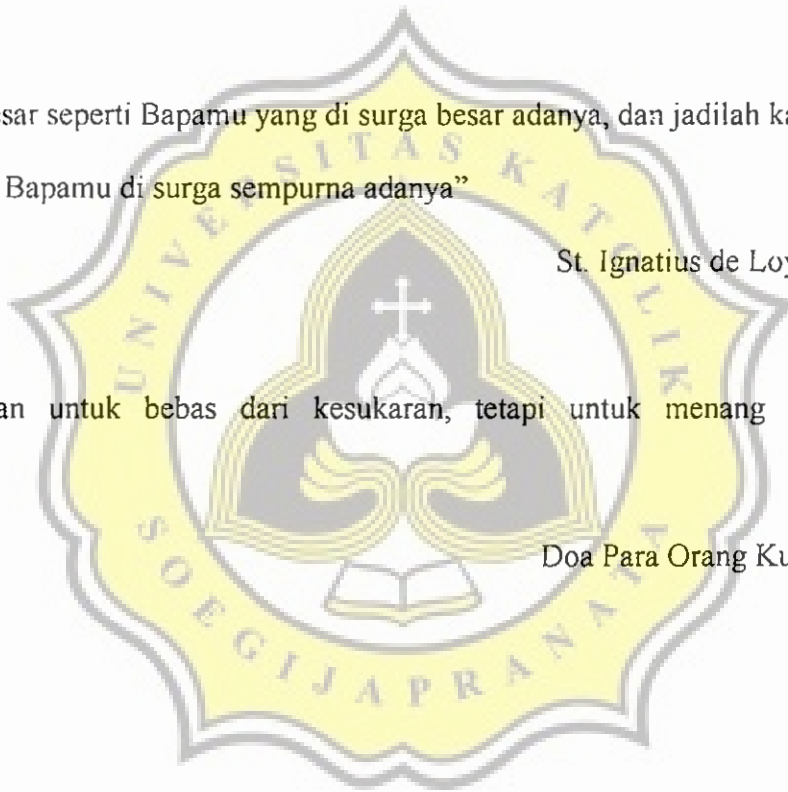 sar seperti Bapamu yang di surga besar adanya, dan jadilah ka
Bapamu di surga sempurna adanya”
St. Ignatius de Loy
an untuk bebas dari kesukaran, tetapi untuk menang
Doa Para Orang Ku
UNIVERSITAS KATOLIK
SOEGIJAPRANATA